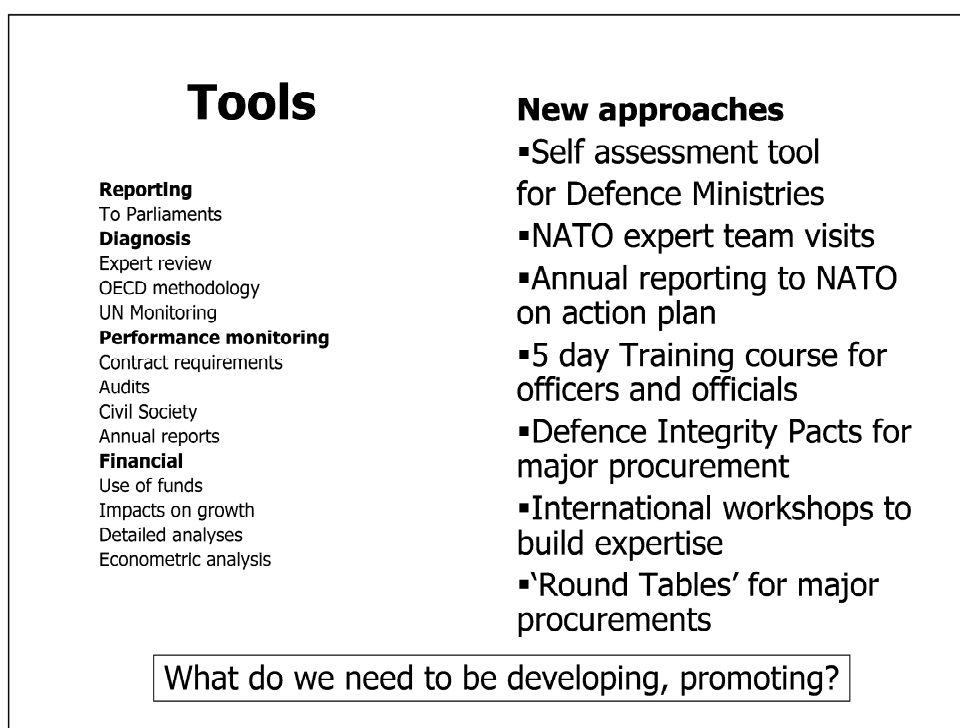 Tools
Reporting
To Parliaments
Diagnosis
Expert review
OECD methodology
UN Monitoring
Performance monitoring
Contract requirements
Audits
Civil Society
Annual reports
Financial
Use of funds
Impacts on growth
Detailed analyses
Econometric analysis
New approaches
▪Self assessment tool
for Defence Ministries
▪NATO expert team visits
▪Annual reporting to NATO
on action plan
▪5 day Training course for
officers and officials
▪Defence Integrity Pacts for
major procurement
▪International workshops to
build expertise
▪‘Round Tables’ for major
procurements
What do we need to be developing, promoting?